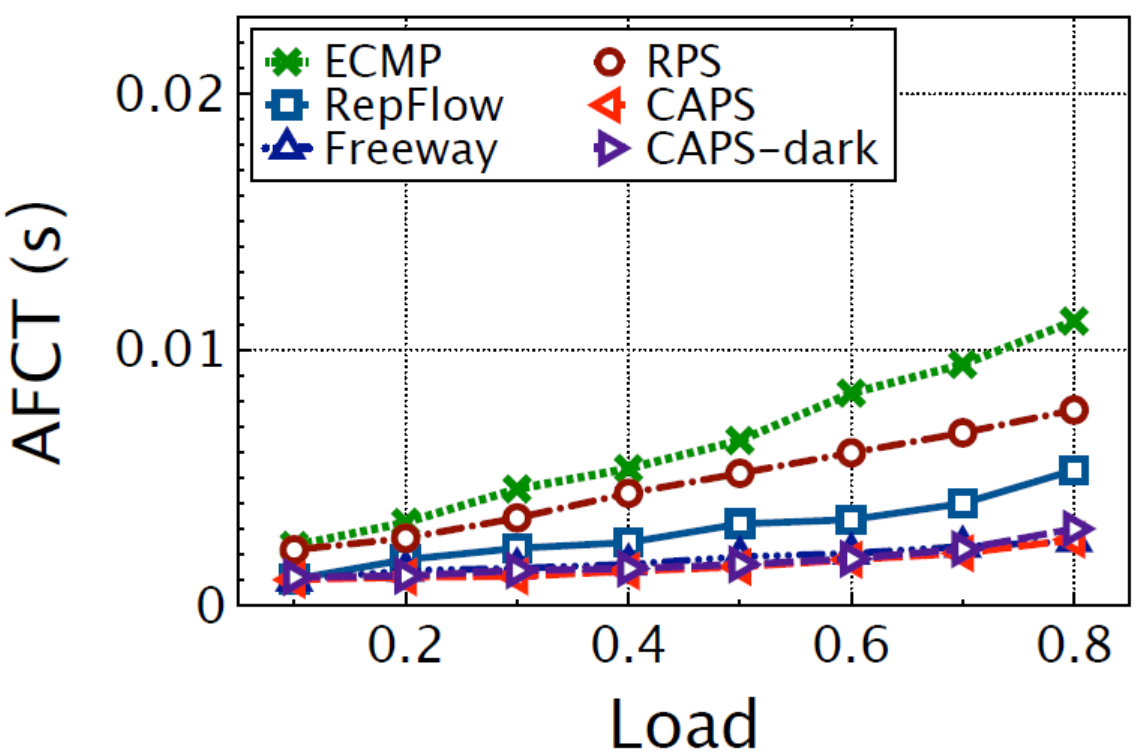 ECMP RPS
RepFlow CAPS
Freeway CAPS-dark
0.02
0.01
0
AFCT (s)
0.2 0.4 0.6 0.8
Load